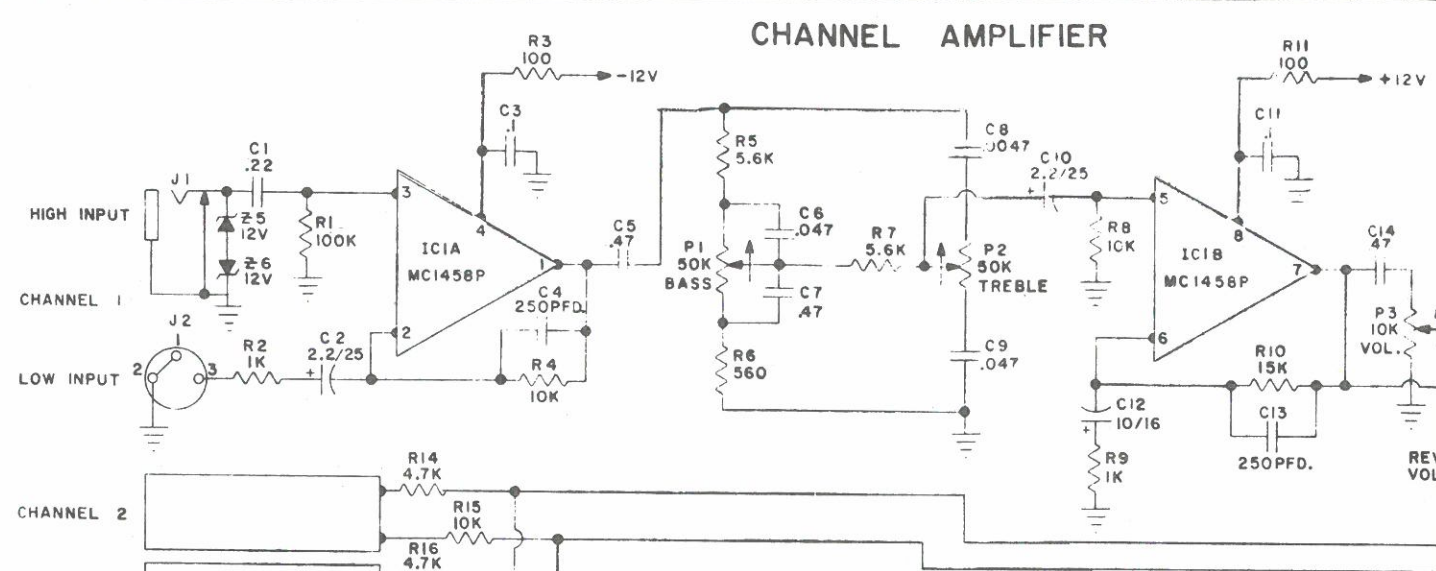 CHANNEL AMPLIFIER
R3
100
-12V
R11
100
+12V
C3
.1
C11
.1
C1
.22
J1
HIGH INPUT
Z5
12V
Z6
12V
R1
100K
3
4
IC1A
MC1458P
1
2
C5
.47
C4
250PFD.
R4
10K
CHANNEL 1
J2
LOW INPUT
2
3
R2
1K
C2
2.2/25
+
R5
5.6K
P1
50K
BASS
R6
560
C6
.047
C7
.47
R7
5.6K
C8
.0047
P2
50K
TREBLE
C9
.047
C10
2.2/25
+
R8
10K
5
8
IC1B
MC1458P
7
6
C14
.47
P3
10K
VOL.
R10
15K
C13
250PFD.
C12
10/16
+
R9
1K
REV
VOL
CHANNEL 2
R14
4.7K
R15
10K
R16
4.7K